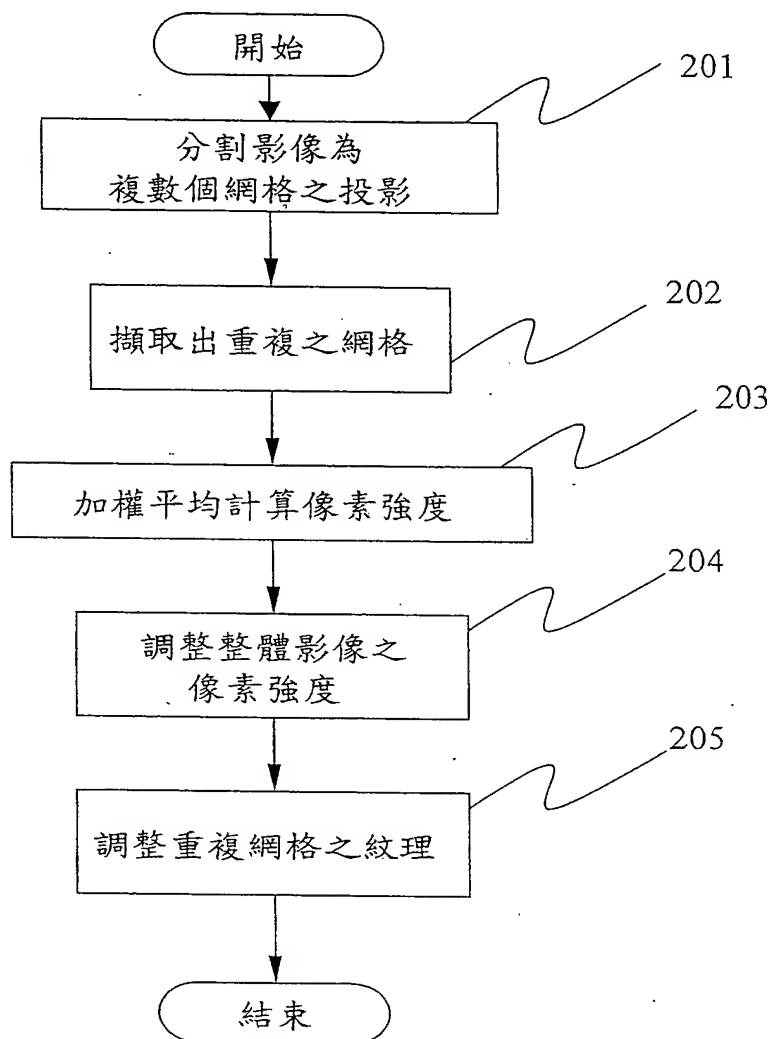 開始
201
分割影像為
複數個網格之投影
202
擷取出重複之網格
203
加權平均計算像素強度
204
調整整體影像之
像素強度
205
調整重複網格之紋理
結束